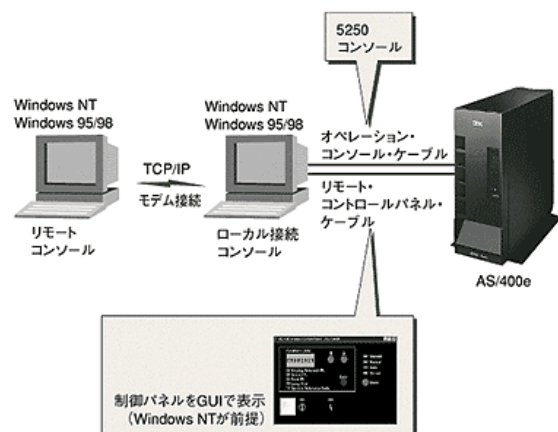 5250
コンソール
Windows NT
Windows 95/98
Windows NT
Windows 95/98
オペレーション・
コンソール・ケーブル
TCP/IP
モデム接続
リモート・
コントロールパネル・
ケーブル
リモート
コンソール
ローカル接続
コンソール
AS/400e
制御パネルをGUIで表示
(Windows NTが前提)